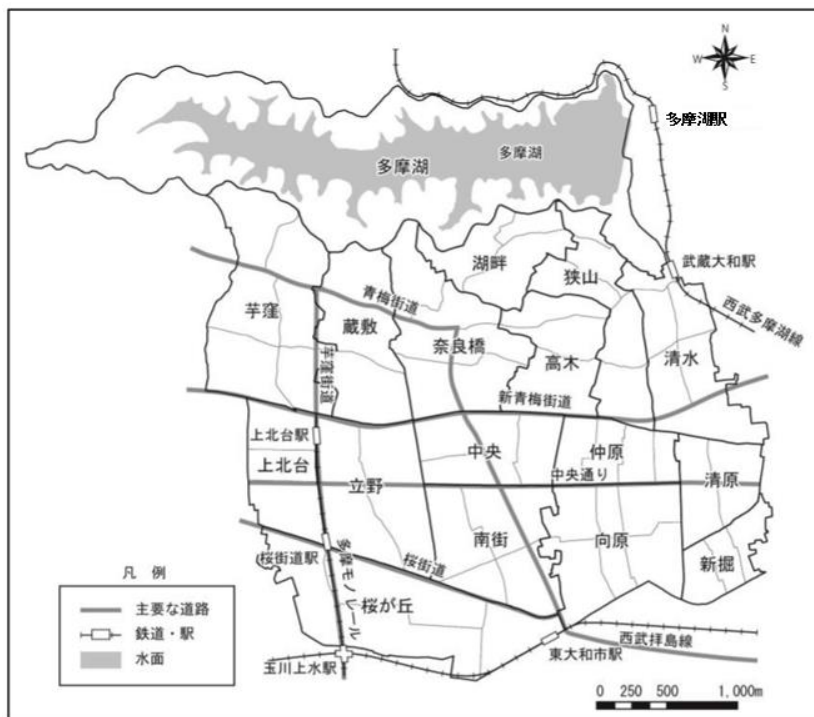 N
W
E
S
多摩湖駅
多摩湖
多摩湖
武蔵大和駅
湖畔
狭山
西武多摩湖線
青梅街道
芋窪
蔵敷
奈良橋
芋窪街道
高木
清水
新青梅街道
上北台駅
上北台
中央
仲原
中央通り
清原
立野
南街
向原
桜街道駅
多摩モノレール
桜街道
新掘
凡 例
主要な道路
鉄道・駅
水面
桜が丘
西武拝島線
玉川上水駅
東大和市駅
0 250 500 1,000m